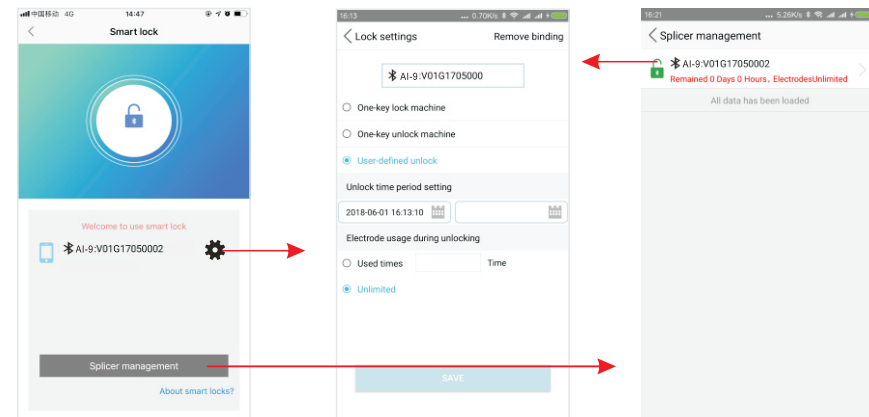 中国移动 4G 14:47
Smart lock
Welcome to use smart lock
AI-9:V01G17050002
Splicer management
About smart locks?
16:13 ... 0.70K/s
Lock settings Remove binding
AI-9:V01G1705000
One-key lock machine
One-key unlock machine
User-defined unlock
Unlock time period setting
2018-06-01 16:13:10
Electrode usage during unlocking
Used times Time
Unlimited
SAVE
16:21 ... 5.26K/s
Splicer management
AI-9:V01G17050002
Remained 0 Days 0 Hours, ElectrodesUnlimited
All data has been loaded